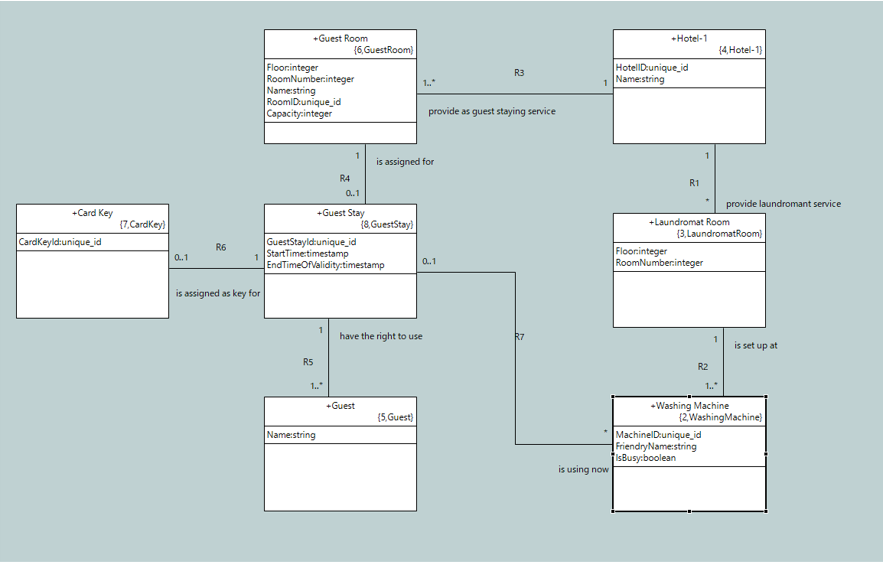 +Guest Room
{6,GuestRoom}
Floor:integer
RoomNumber:integer
Name:string
RoomID:unique_id
Capacity:integer
+Hotel-1
{4,Hotel-1}
HotelID:unique_id
Name:string
1..*
R3
1
provide as guest staying service
1
is assigned for
R4
0..1
1
R1
*
provide laundromant service
+Card Key
{7,CardKey}
CardKeyId:unique_id
0..1
R6
1
is assigned as key for
+Guest Stay
{8,GuestStay}
GuestStayId:unique_id
StartTime:timestamp
EndTimeOfValidity:timestamp
0..1
+Laundromat Room
{3,LaundromatRoom}
Floor:integer
RoomNumber:integer
1
have the right to use
R5
1..*
R7
1
is set up at
R2
1..*
+Guest
{5,Guest}
Name:string
*
is using now
+Washing Machine
{2,WashingMachine}
MachineID:unique_id
FriendryName:string
IsBusy:boolean